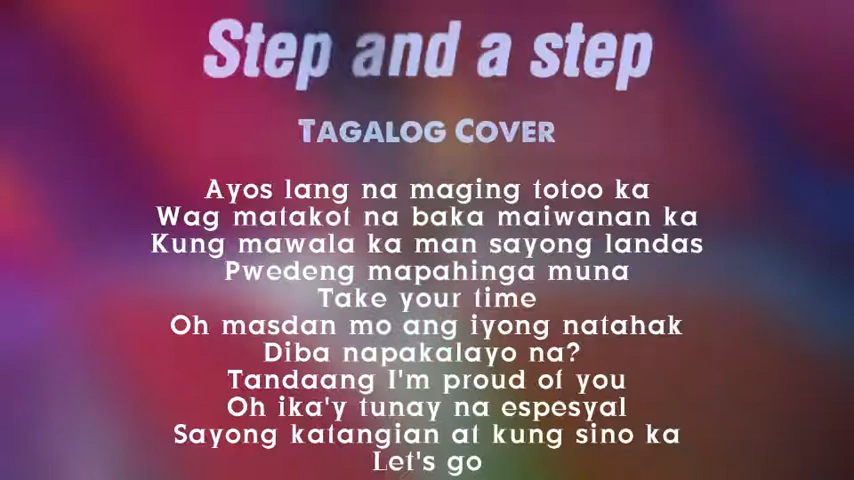 Step and a step
TAGALOG COVER
Ayos lang na maging totoo ka
Wag matakot na baka maiwanan ka
Kung mawala ka man sayong landas
Pwedeng mapahinga muna
Take your time
Oh masdan mo ang iyong natahak
Diba napakalayo na?
Tandaang I'm proud of you
Oh ika'y tunay na espesyal
Sayong katangian at kung sino ka
Let's go